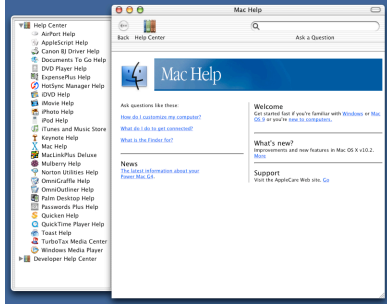 Help Center
AirPort Help
AppleScript Help
Canon BJ Driver Help
Documents To Go Help
DVD Player Help
ExpensePlus Help
HotSync Manager Help
iDVD Help
iMovie Help
iPhoto Help
iPod Help
iTunes and Music Store
Keynote Help
Mac Help
MacLinkPlus Deluxe
Mulberry Help
Norton Utilities Help
OmniGraffle Help
OmniOutliner Help
Palm Desktop Help
Passwords Plus Help
Quicken Help
QuickTime Player Help
Toast Help
TurboTax Media Center
Windows Media Player
Developer Help Center
Mac Help
Back Help Center
Ask a Question
Mac Help
Ask questions like these:
How do I customize my computer?
What do I do to get connected?
What is the Finder for?
News
The latest information about your
Power Mac G4.
Welcome
Get started fast if you're familiar with Windows or Mac
OS 9 or you're new to computers.
What's new?
Improvements and new features in Mac OS X v10.2.
More
Support
Visit the AppleCare Web site. Go